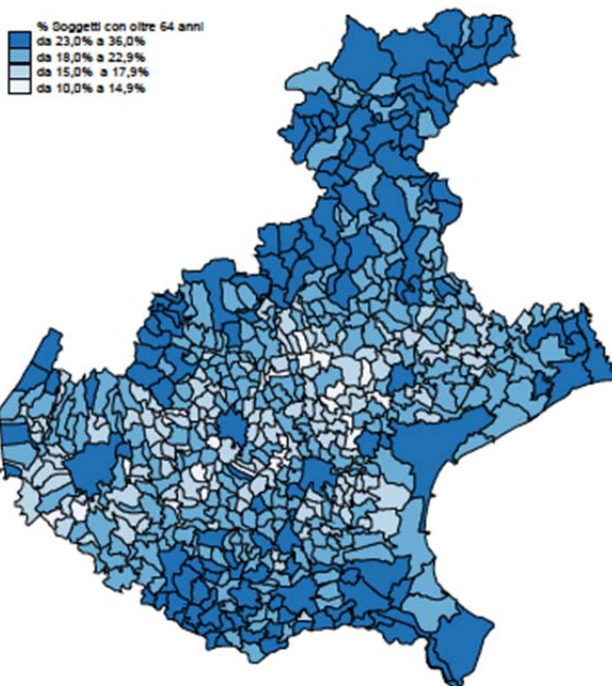 % Soggetti con oltre 64 anni
da 23,0% a 36,0%
da 18,0% a 22,9%
da 15,0% a 17,9%
da 10,0% a 14,9%